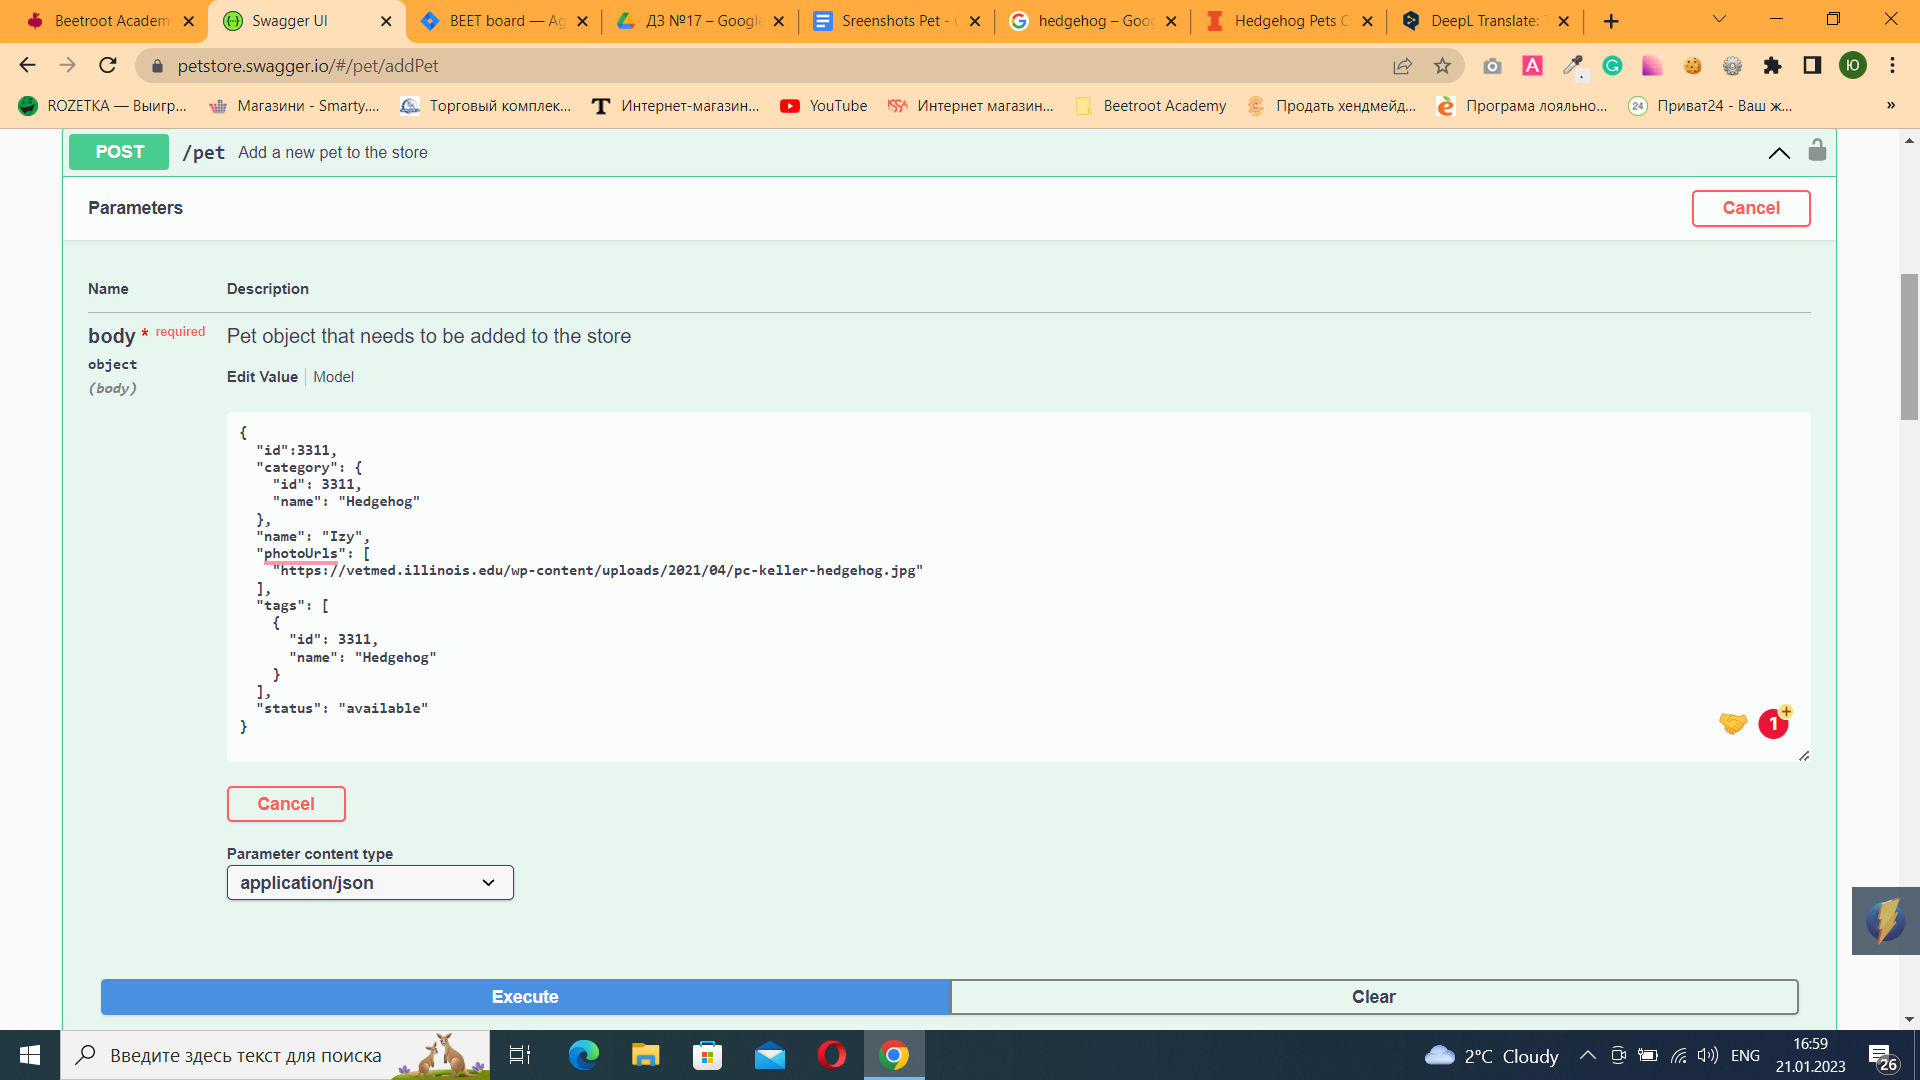 Beetroot Academ
Swagger UI
BEET board — Ag
ДЗ №17 – Google
Sreenshots Pet -
hedgehog – Goo
Hedgehog Pets C
DeepL Translate:
petstore.swagger.io/#/pet/addPet
Ю
ROZETKA — Выигр...
Магазини - Smarty....
Торговый комплек...
Интернет-магазин...
YouTube
Интернет магазин...
Beetroot Academy
Продать хендмейд...
Програма лояльно...
24
Приват24 - Ваш ж...
»
POST /pet Add a new pet to the store
Parameters
Cancel
Name Description
body * required
object
(body)
Pet object that needs to be added to the store
Edit Value Model
{
"id":3311,
"category": {
"id": 3311,
"name": "Hedgehog"
},
"name": "Izy",
"photoUrls": [
"https://vetmed.illinois.edu/wp-content/uploads/2021/04/pc-keller-hedgehog.jpg"
],
"tags": [
{
"id": 3311,
"name": "Hedgehog"
}
],
"status": "available"
}
1
+
Cancel
Parameter content type
application/json
Execute
Clear
Введите здесь текст для поиска
2°C Cloudy
ENG
16:59
21.01.2023
26